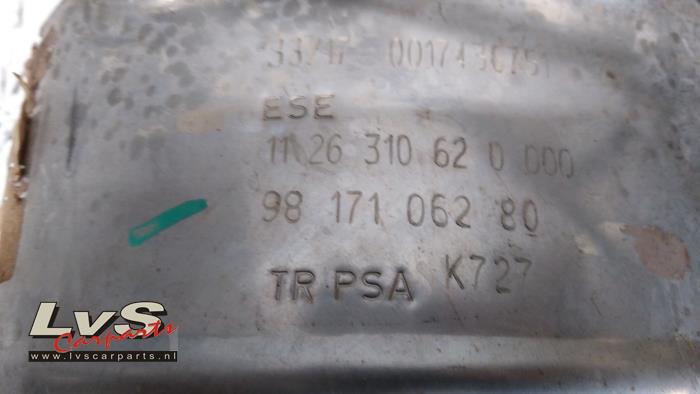 33/17
ESE
11 26 310 62 0 000
98 171 062 80
TR PSA K727
LvS
Carparts
www.lvscarparts.nl